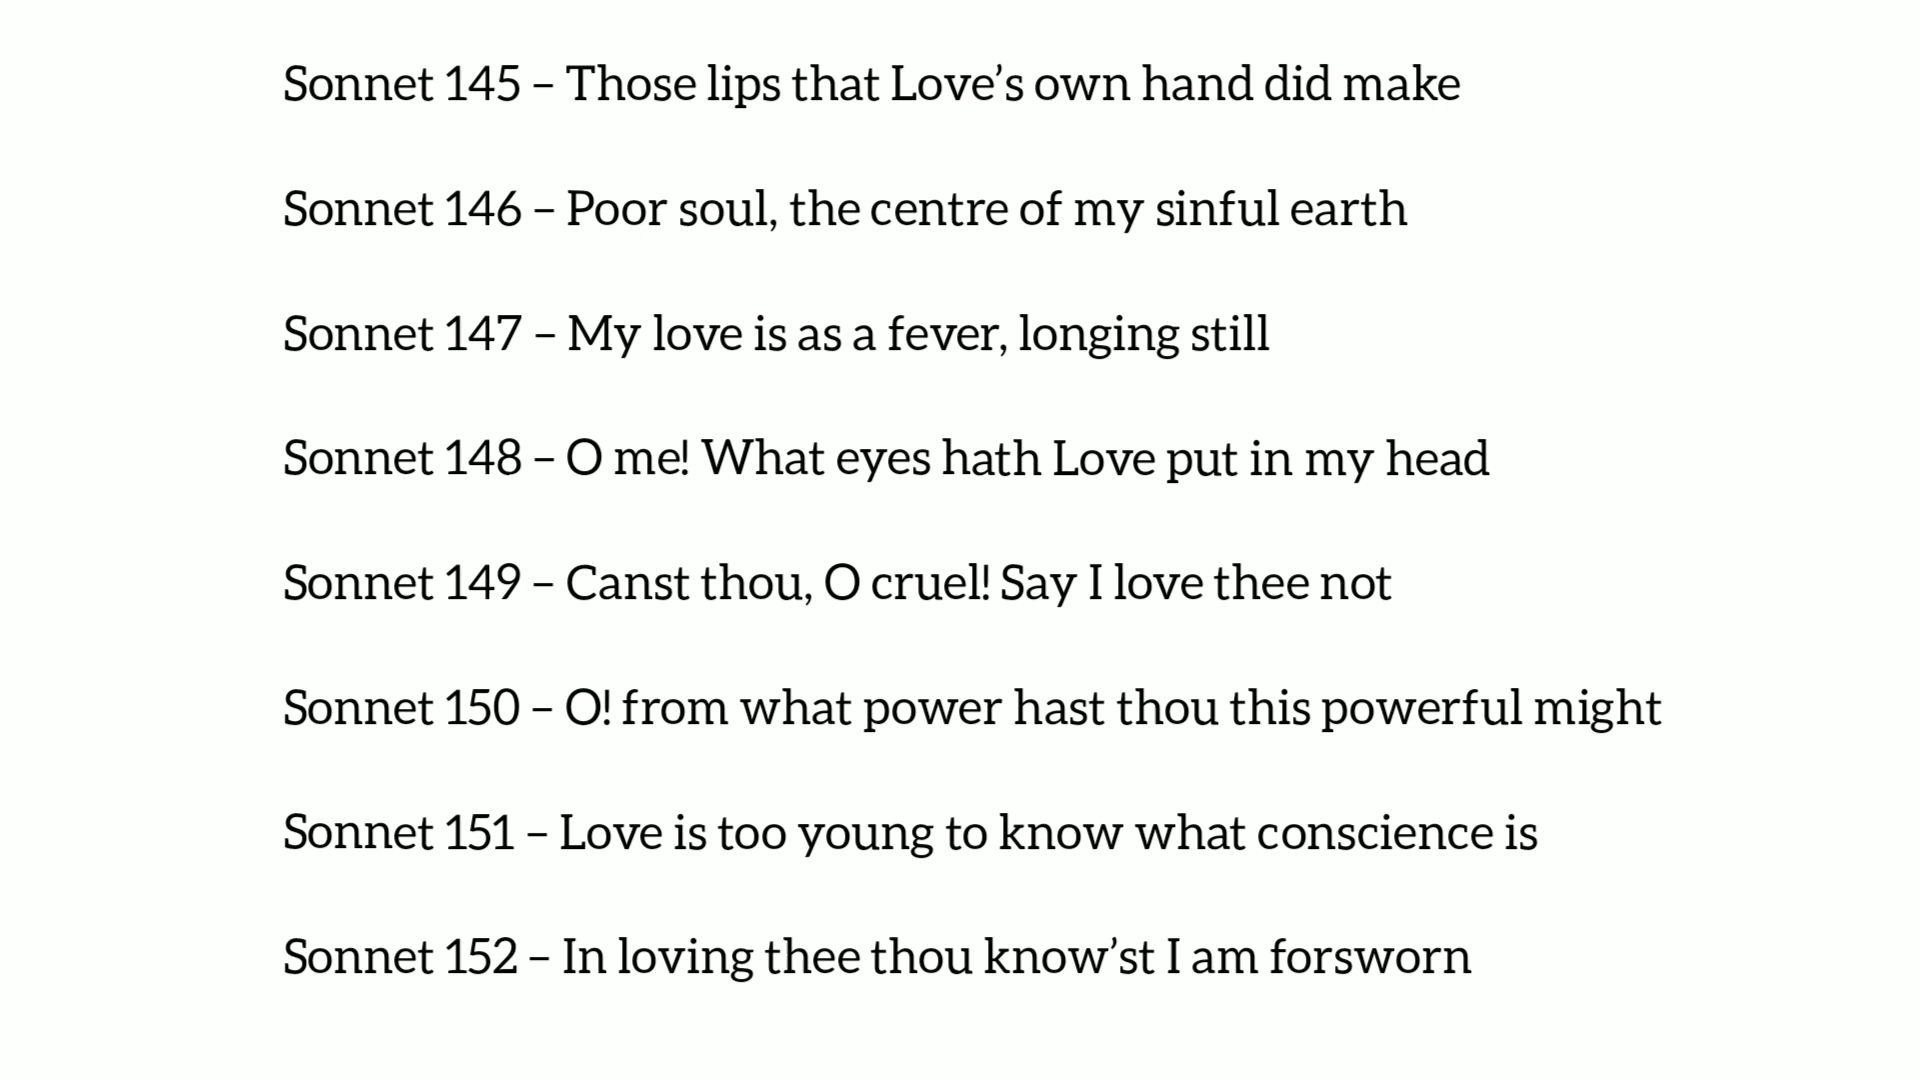 Sonnet 145 – Those lips that Love’s own hand did make
Sonnet 146 – Poor soul, the centre of my sinful earth
Sonnet 147 – My love is as a fever, longing still
Sonnet 148 – O me! What eyes hath Love put in my head
Sonnet 149 – Canst thou, O cruel! Say I love thee not
Sonnet 150 – O! from what power hast thou this powerful might
Sonnet 151 – Love is too young to know what conscience is
Sonnet 152 – In loving thee thou know’st I am forsworn